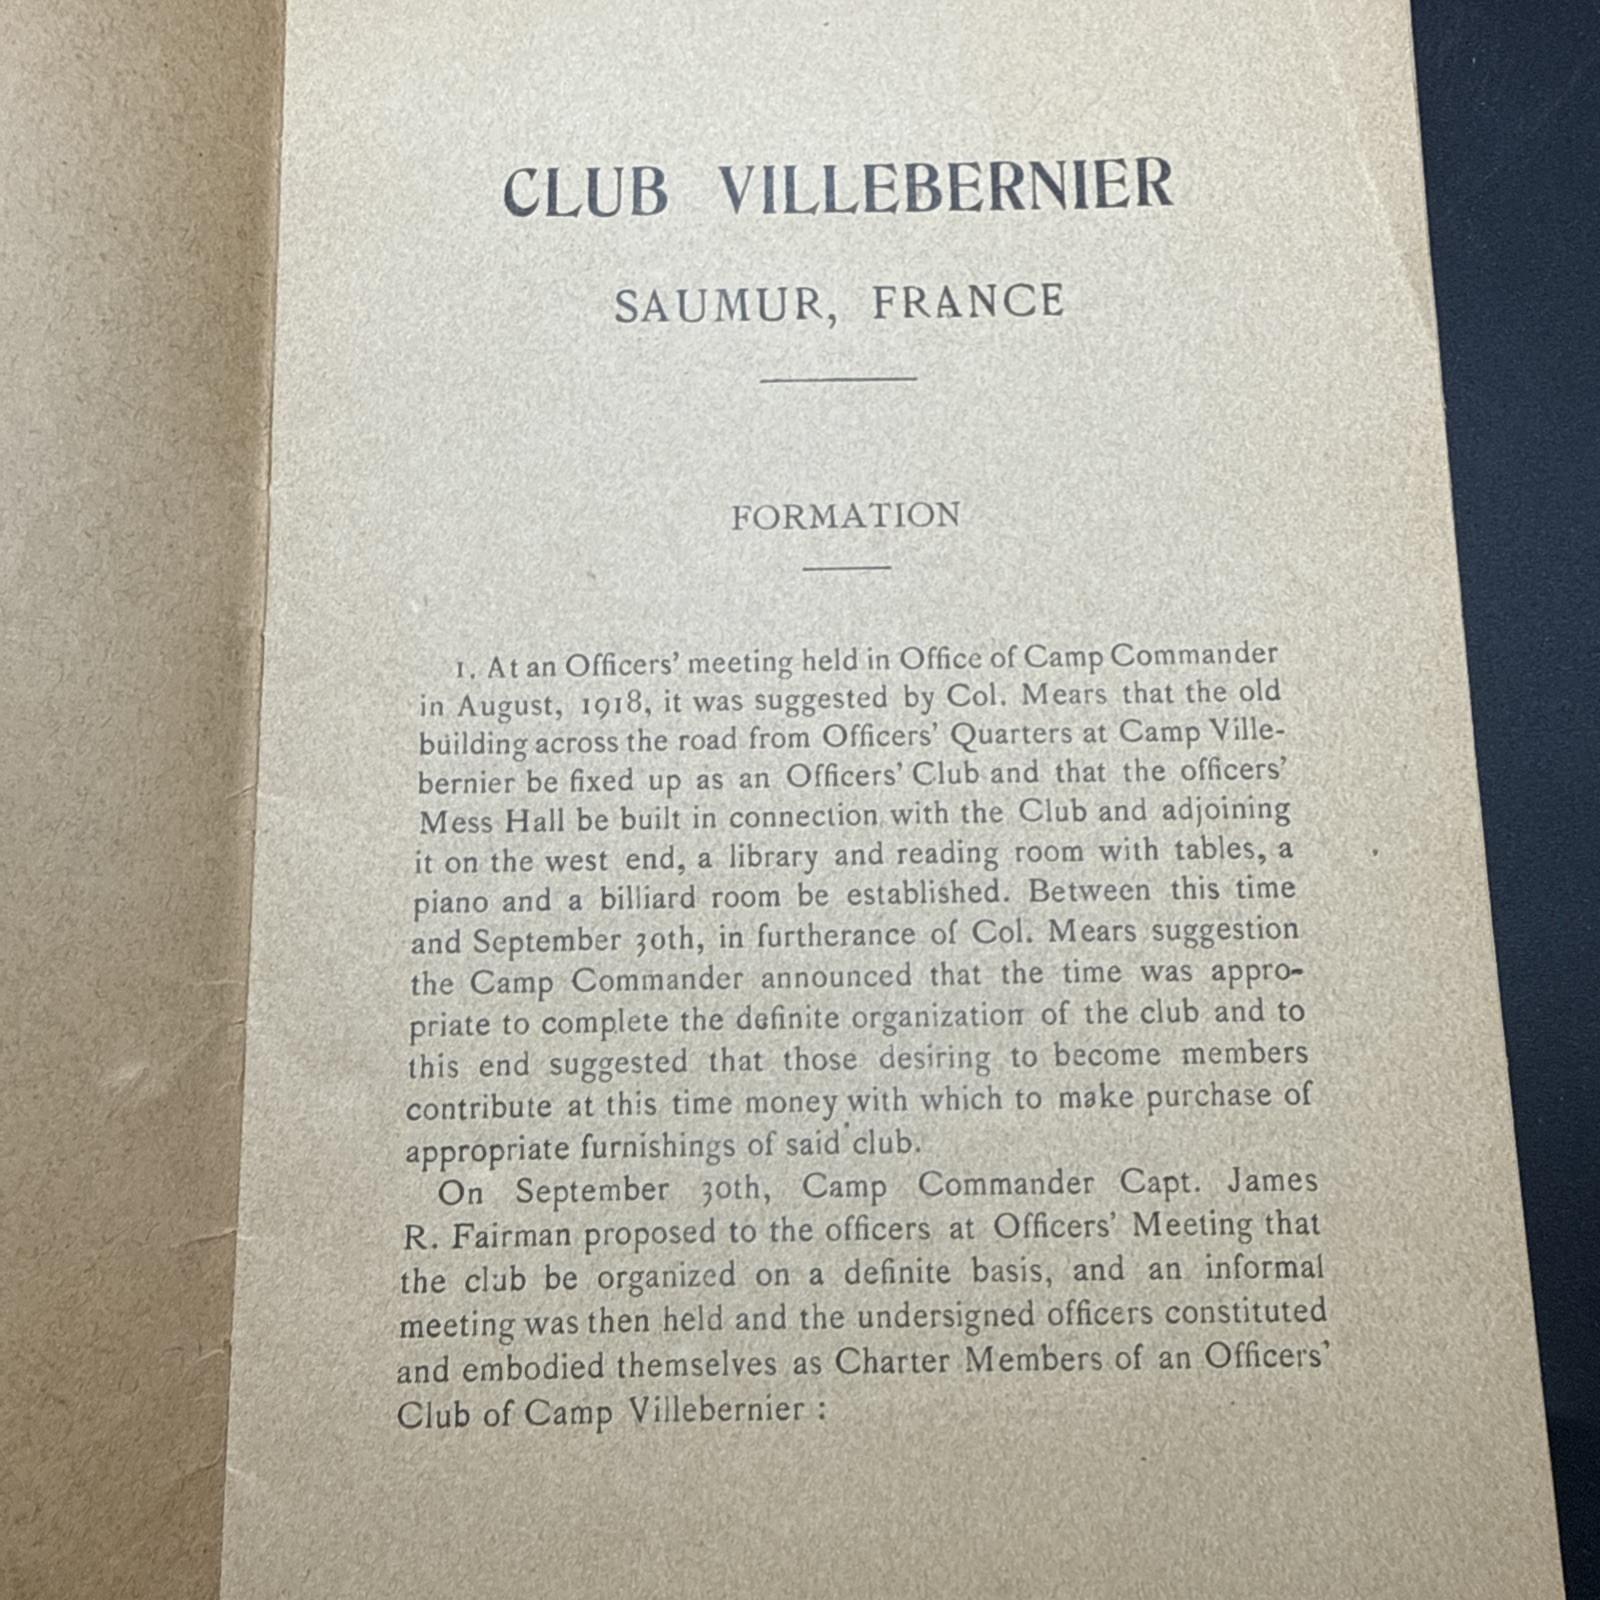 CLUB VILLEBERNIER
SAUMUR, FRANCE
FORMATION
1. At an Officers' meeting held in Office of Camp Commander
in August, 1918, it was suggested by Col. Mears that the old
building across the road from Officers' Quarters at Camp Ville-
bernier be fixed up as an Officers' Club and that the officers'
Mess Hall be built in connection with the Club and adjoining
it on the west end, a library and reading room with tables, a
piano and a billiard room be established. Between this time
and September 30th, in furtherance of Col. Mears suggestion
the Camp Commander announced that the time was appro-
priate to complete the definite organization of the club and to
this end suggested that those desiring to become members
contribute at this time money with which to make purchase of
appropriate furnishings of said club.
On September 30th, Camp Commander Capt. James
R. Fairman proposed to the officers at Officers' Meeting that
the club be organized on a definite basis, and an informal
meeting was then held and the undersigned officers constituted
and embodied themselves as Charter Members of an Officers'
Club of Camp Villebernier :